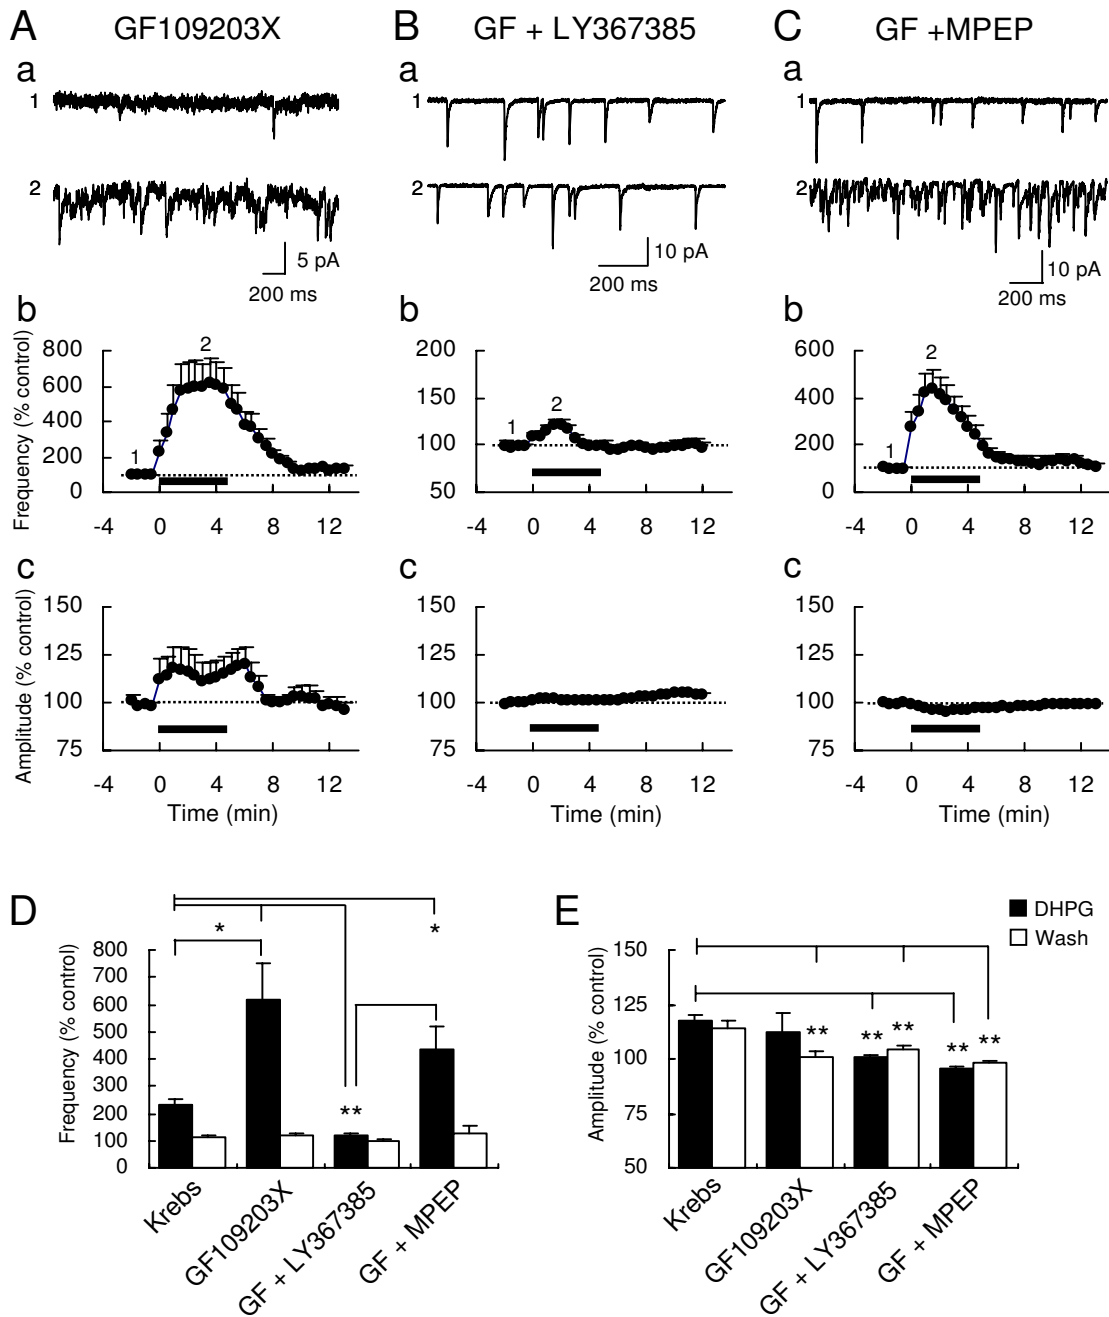 A GF109203X
B GF + LY367385
C GF +MPEP
a
1
2
5 pA
200 ms
a
1
2
10 pA
200 ms
a
1
2
10 pA
200 ms
b
Frequency (% control)
800
600
400
200
0
1
2
-4 0 4 8 12
b
200
150
100
50
1
2
-4 0 4 8 12
b
600
400
200
0
1
2
-4 0 4 8 12
c
Amplitude (% control)
150
125
100
75
-4 0 4 8 12
Time (min)
c
150
125
100
75
-4 0 4 8 12
Time (min)
c
150
125
100
75
-4 0 4 8 12
Time (min)
D
Frequency (% control)
800
700
600
500
400
300
200
100
0
*
*
**
Krebs
GF109203X
GF + LY367385
GF + MPEP
E
DHPG
Wash
Amplitude (% control)
150
125
100
75
50
**
**
**
**
**
Krebs
GF109203X
GF + LY367385
GF + MPEP